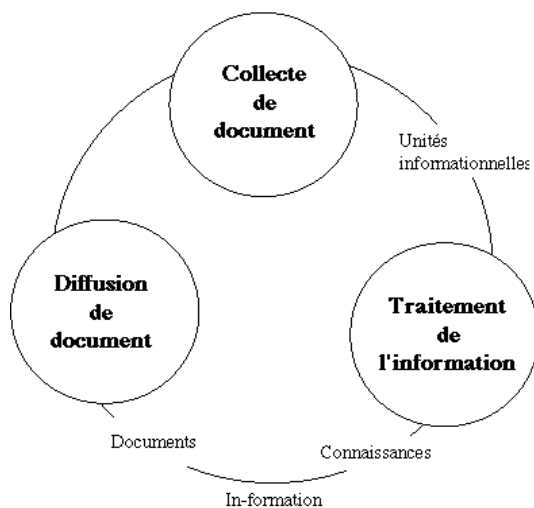 Collecte
de
document
Unités
informationnelles
Diffusion
de
document
Traitement
de
l'information
Documents
Connaissances
In-formation